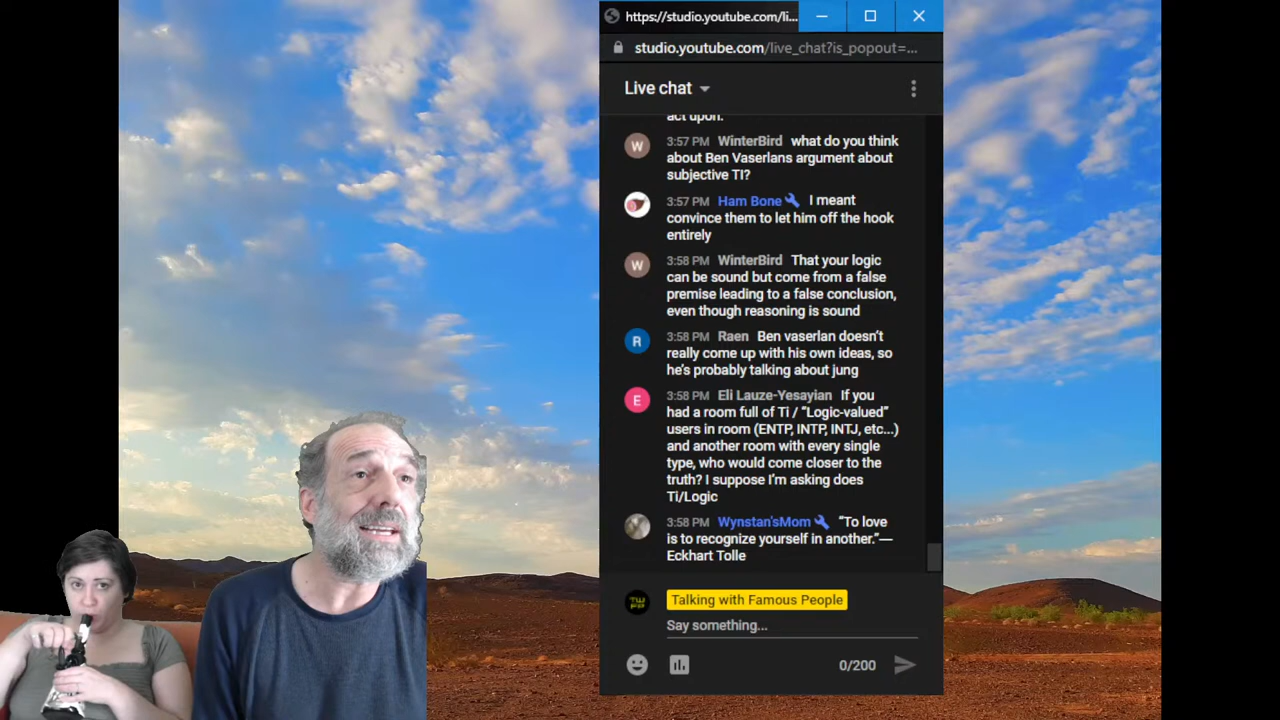 https://studio.youtube.com/li...
studio.youtube.com/live_chat?is_popout=...
Live chat
act upon.
W
3:57 PM WinterBird what do you think
about Ben Vaserlans argument about
subjective TI?
3:57 PM Ham Bone I meant
convince them to let him off the hook
entirely
W
3:58 PM WinterBird That your logic
can be sound but come from a false
premise leading to a false conclusion,
even though reasoning is sound
R
3:58 PM Raen Ben vaserlan doesn't
really come up with his own ideas, so
he's probably talking about jung
E
3:58 PM Eli Lauze-Yesayian If you
had a room full of Ti / “Logic-valued”
users in room (ENTP, INTP, INTJ, etc...)
and another room with every single
type, who would come closer to the
truth? I suppose I'm asking does
Ti/Logic
3:58 PM Wynstan'sMom “To love
is to recognize yourself in another.”—
Eckhart Tolle
TW
FP
Talking with Famous People
Say something...
0/200